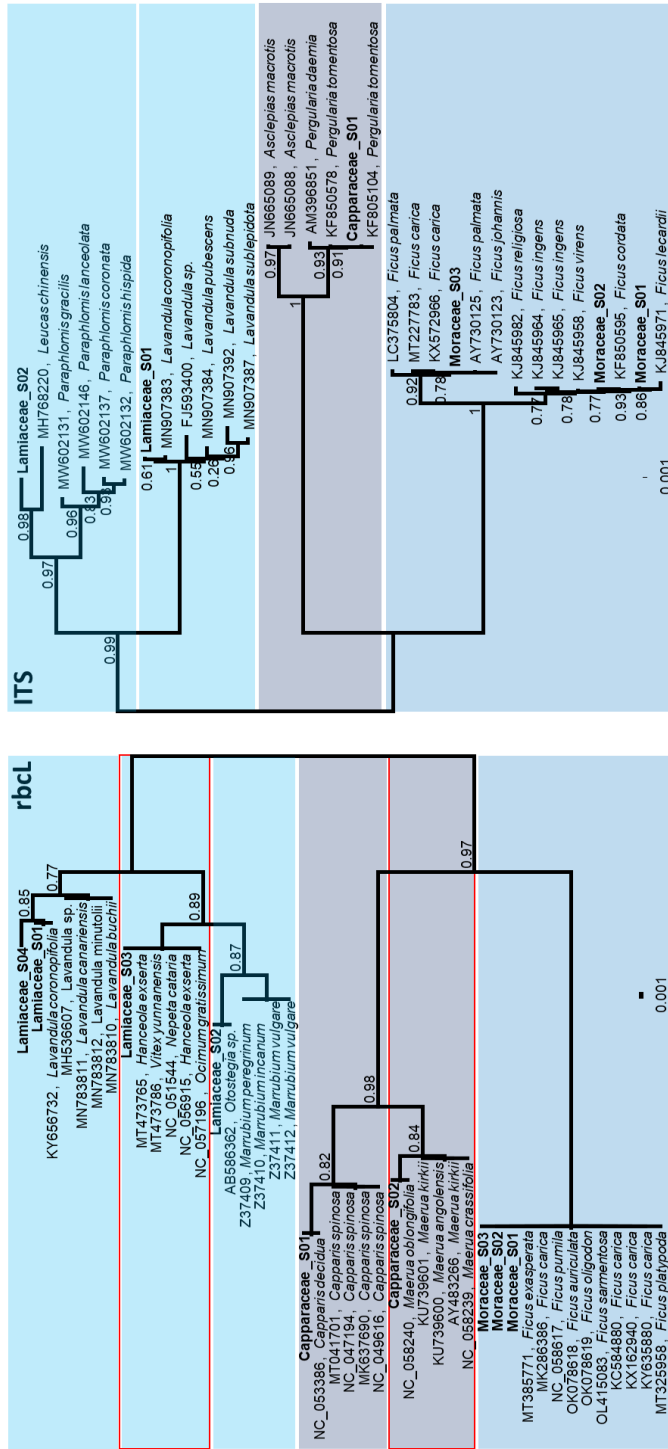 rbcL
Lamiaceae_S04
Lamiaceae_S01
KY656732, Lavandula coronopifolia
MH536607, Lavandula sp.
MN783811, Lavandula canariensis
MN783812, Lavandula minutolii
MN783810, Lavandula buchii
0.85
0.77
Lamiaceae_S03
MT473765, Hanceola exserta
MT473786, Vitex yunnanensis
NC_051544, Nepeta cataria
NC_056915, Hanceola exserta
NC_057196, Ocimum gratissimum
0.89
Lamiaceae_S02
AB586362, Otostegia sp.
Z37409, Marrubium peregrinum
Z37410, Marrubium incanum
Z37411, Marrubium vulgare
Z37412, Marrubium vulgare
0.87
Capparaceae_S01
NC_053386, Capparis decidua
MT041701, Capparis spinosa
NC_047194, Capparis spinosa
MK637690, Capparis spinosa
NC_049616, Capparis spinosa
0.82
0.98
Capparaceae_S02
NC_058240, Maerua oblongifolia
KU739601, Maerua kirkii
KU739600, Maerua angolensis
AY483266, Maerua kirkii
NC_058239, Maerua crassifolia
0.84
0.97
Moraceae_S03
Moraceae_S02
Moraceae_S01
MT385771, Ficus exasperata
MK286386, Ficus carica
NC_058617, Ficus pumila
OK078618, Ficus auriculata
OK078619, Ficus oligodon
OL415083, Ficus sarmentosa
KC584880, Ficus carica
KX162940, Ficus carica
KY635880, Ficus carica
MT325958, Ficus platypoda
0.001
ITS
Lamiaceae_S02
MH768220, Leucas chinensis
MW602131, Paraphlomis gracilis
MW602146, Paraphlomis lanceolata
MW602137, Paraphlomis coronata
MW602132, Paraphlomis hispida
0.98
0.97
0.96
0.83
0.93
0.99
Lamiaceae_S01
MN907383, Lavandula coronopifolia
FJ593400, Lavandula sp.
MN907384, Lavandula pubescens
MN907392, Lavandula subnuda
MN907387, Lavandula sublepidota
0.61
1
0.55
0.26
0.96
JN665089, Asclepias macrotis
JN665088, Asclepias macrotis
AM396851, Pergularia daemia
KF850578, Pergularia tomentosa
Capparaceae_S01
KF805104, Pergularia tomentosa
0.97
1
0.93
0.91
LC375804, Ficus palmata
MT227783, Ficus carica
KX572966, Ficus carica
Moraceae_S03
AY730125, Ficus palmata
AY730123, Ficus johannis
0.92
0.78
1
KJ845982, Ficus religiosa
KJ845964, Ficus ingens
KJ845965, Ficus ingens
KJ845958, Ficus virens
Moraceae_S02
KF850595, Ficus cordata
Moraceae_S01
KJ845971, Ficus lecardii
0.77
0.78
0.77
0.93
0.86
0.001